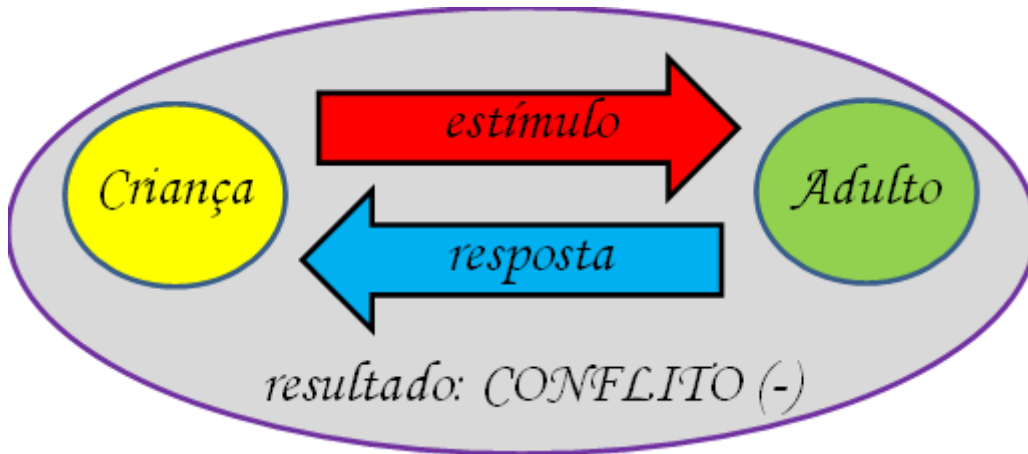 estímulo
Criança
Adulto
resposta
resultado: CONFLITO (-)